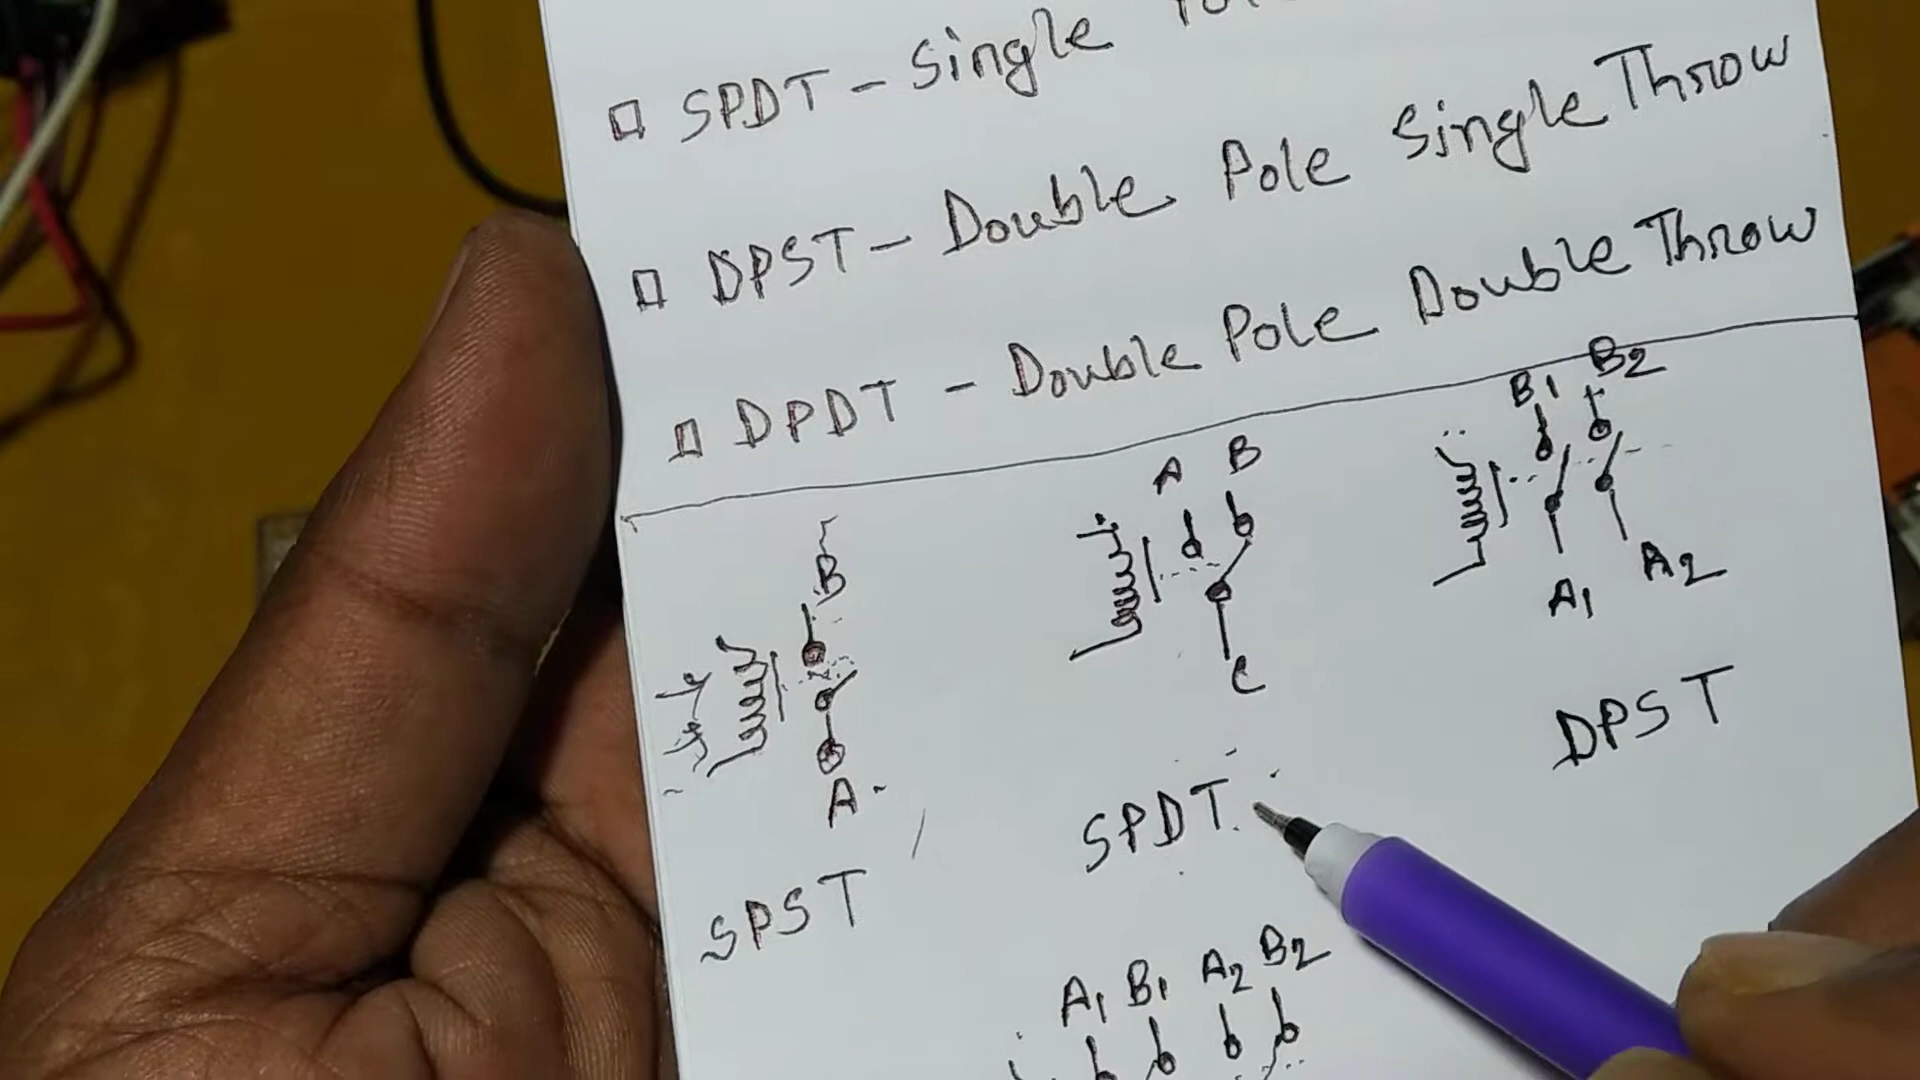 SPDT - Single
DPST - Double Pole Single Throw
DPDT - Double Pole Double Throw
B1 B2
A B
B
A1 A2
C
A
DPST
SPDT
SPST
A1 B1 A2 B2